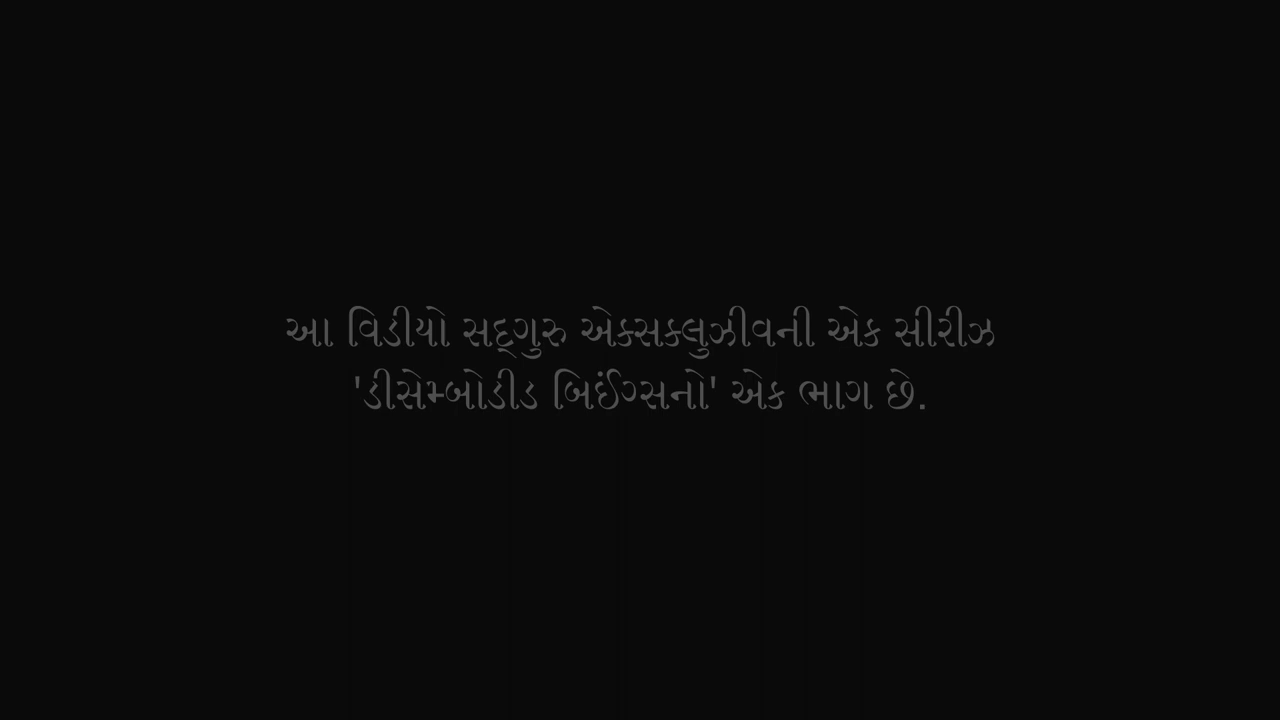 આ વિડીયો સદ્‌ગુરુ એક્સક્લુઝીવની એક સીરીઝ
'ડીસેમ્બોડીડ બિઈંગ્સનો' એક ભાગ છે.